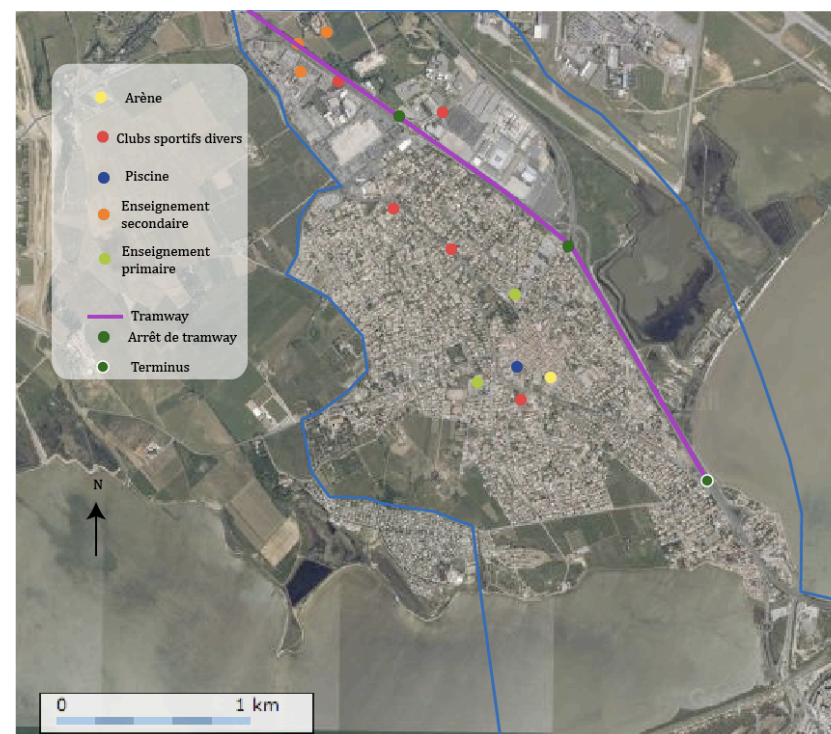 Arène
Clubs sportifs divers
Piscine
Enseignement
secondaire
Enseignement
primaire
Tramway
Arrêt de tramway
Terminus
N
0 1 km